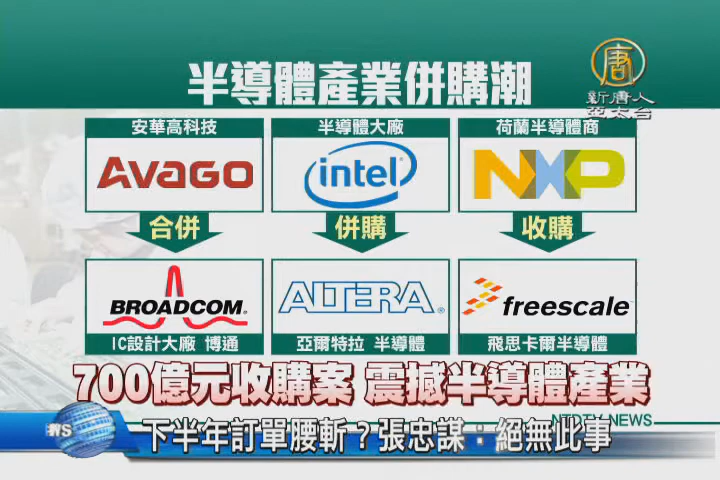 半導體產業併購潮
唐
新唐人
亞太台
安華高科技
AVAGO
合併
BROADCOM.
IC設計大廠 博通
半導體大廠
intel
併購
ALTERA
亞爾特拉 半導體
荷蘭半導體商
NXP
收購
freescale
飛思卡爾半導體
700億元收購案 震撼半導體產業
NTDTV NEWS
下半年訂單腰斬？張忠謀：絕無此事